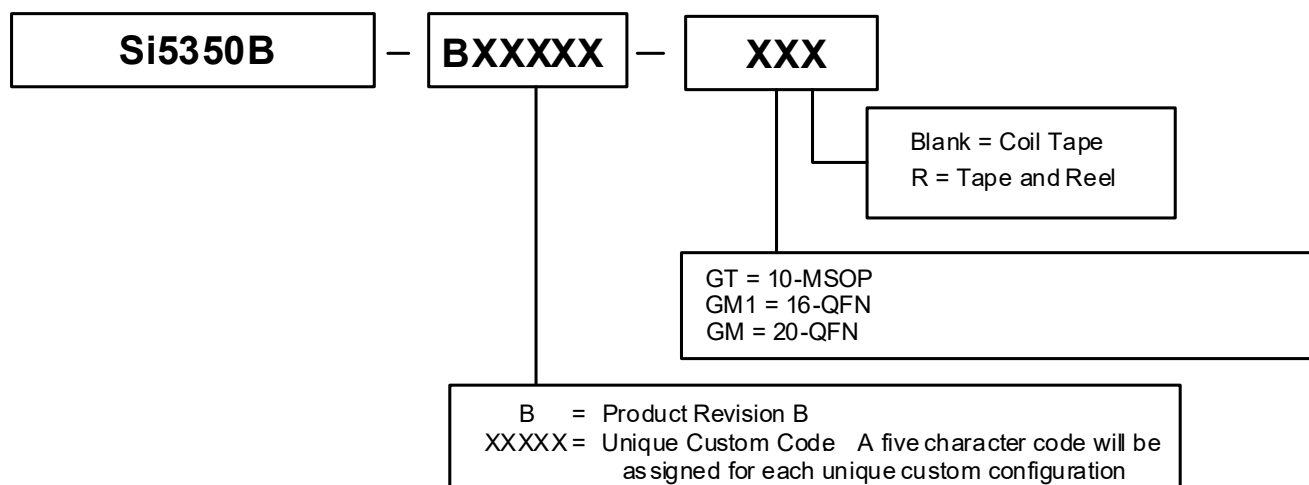 Si5350B – BXXXXX – XXX
Blank = Coil Tape
R = Tape and Reel
GT = 10-MSOP
GM1 = 16-QFN
GM = 20-QFN
B = Product Revision B
XXXXX = Unique Custom Code A five character code will be
assigned for each unique custom configuration